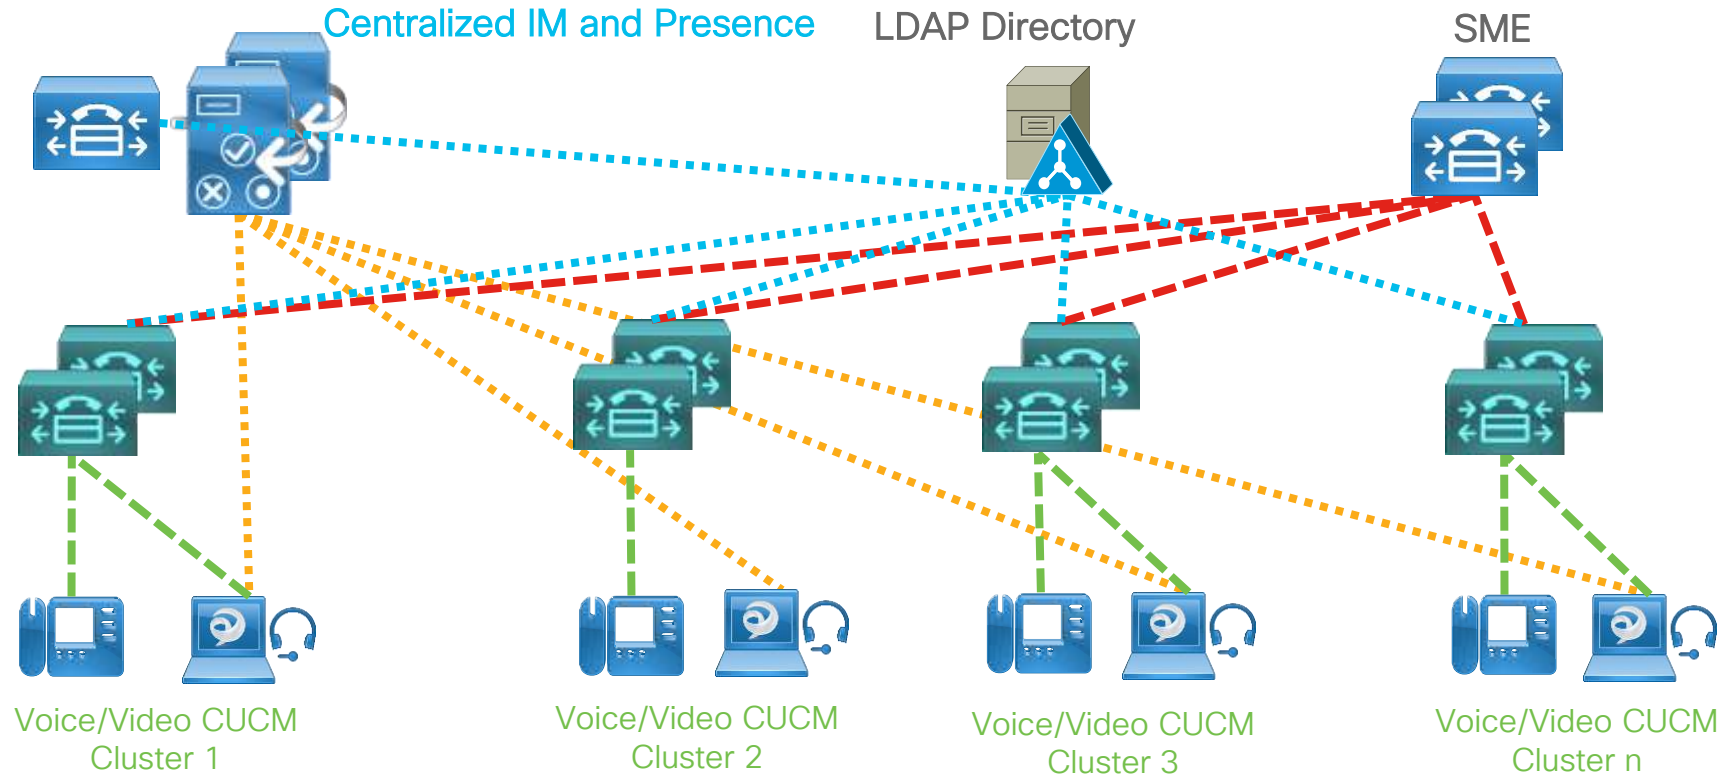 Centralized IM and Presence
LDAP Directory
SME
Voice/Video CUCM
Cluster 1
Voice/Video CUCM
Cluster 2
Voice/Video CUCM
Cluster 3
Voice/Video CUCM
Cluster n